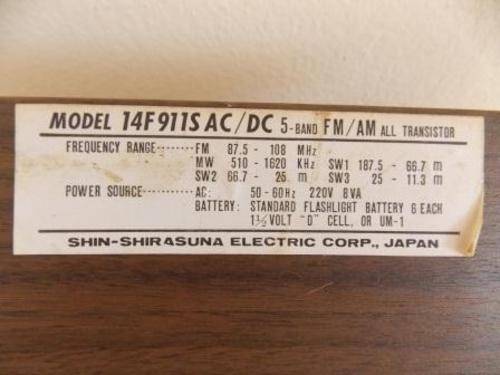 MODEL 14F911S AC/DC 5-BAND FM/AM ALL TRANSISTOR
FREQUENCY RANGE········ FM 87.5 - 108 MHz
MW 510 - 1620 KHz SW1 187.5 - 66.7 m
SW2 66.7 - 25 m SW3 25 - 11.3 m
POWER SOURCE·········· AC: 50-60Hz 220V 8VA
BATTERY: STANDARD FLASHLIGHT BATTERY 6 EACH
1½ VOLT "D" CELL, OR UM-1
SHIN-SHIRASUNA ELECTRIC CORP., JAPAN